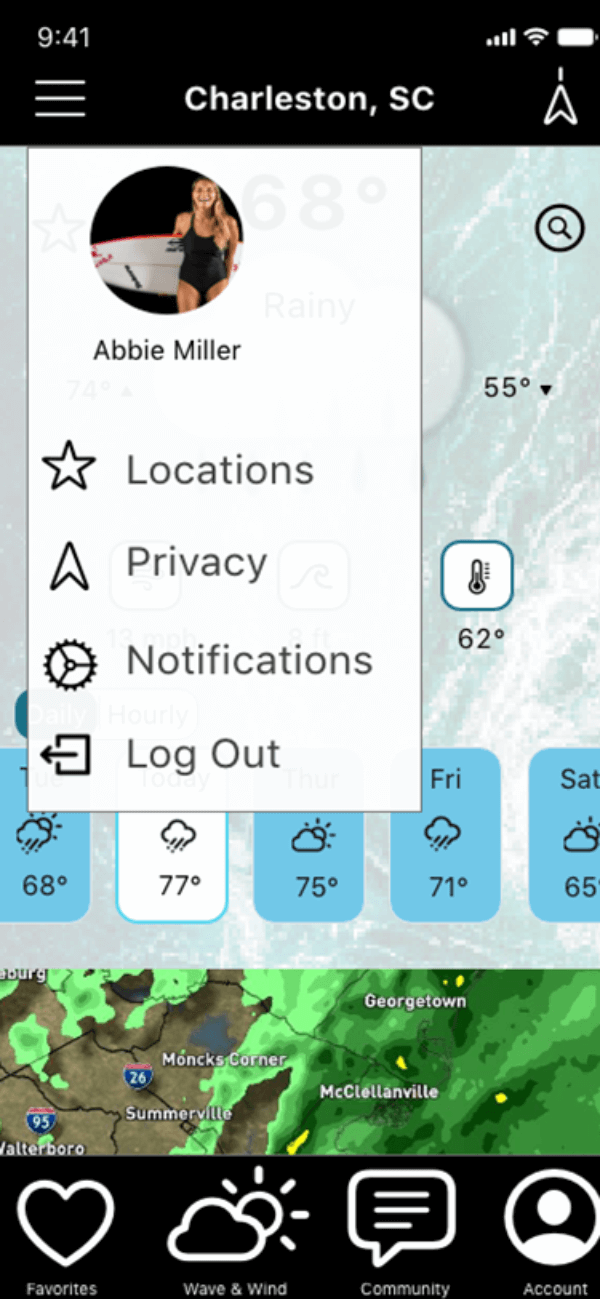 9:41
Charleston, SC
68°
Rainy
Abbie Miller
74° ▲
55° ▼
Locations
Privacy
13 mph
8 ft
62°
Notifications
Daily
Hourly
Log Out
Tue
Today
Thur
Fri
Sat
68°
77°
75°
71°
65°
eburg
Georgetown
Moncks Corner
26
McClellanville
Summerville
95
Walterboro
Favorites
Wave & Wind
Community
Account